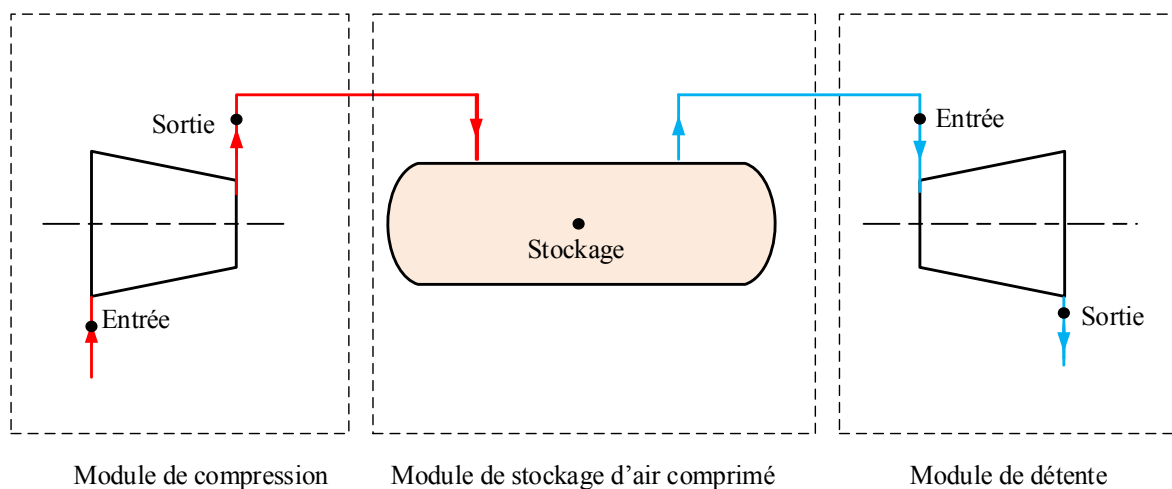 Sortie
Entrée
Module de compression
Stockage
Module de stockage d’air comprimé
Entrée
Sortie
Module de détente